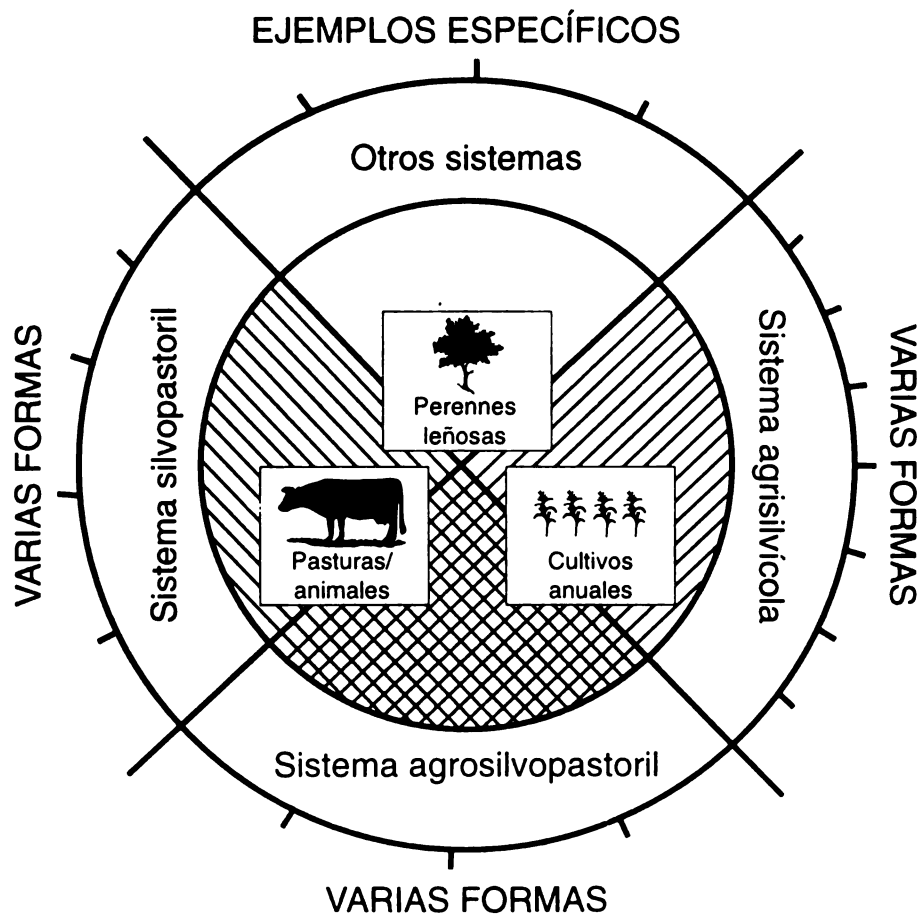 EJEMPLOS ESPECÍFICOS
Otros sistemas
VARIAS FORMAS
Sistema silvopastoril
Perennes
leñosas
Pasturas/
animales
Cultivos
anuales
Sistema agrisilvícola
VARIAS FORMAS
Sistema agrosilvopastoril
VARIAS FORMAS